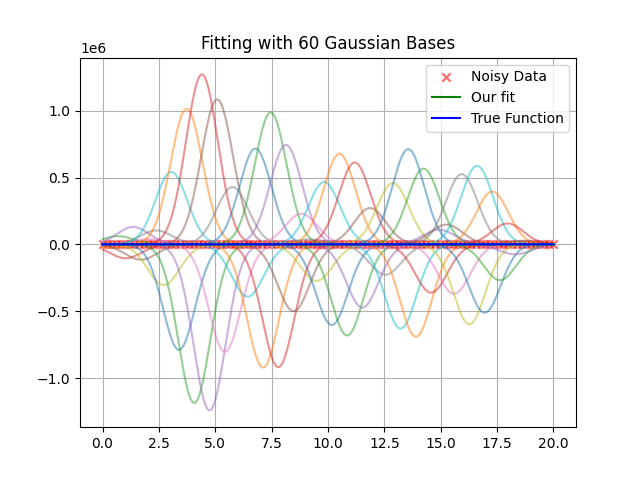 Fitting with 60 Gaussian Bases
1e6
Noisy Data
Our fit
True Function
1.0
0.5
0.0
−0.5
−1.0
0.0 2.5 5.0 7.5 10.0 12.5 15.0 17.5 20.0